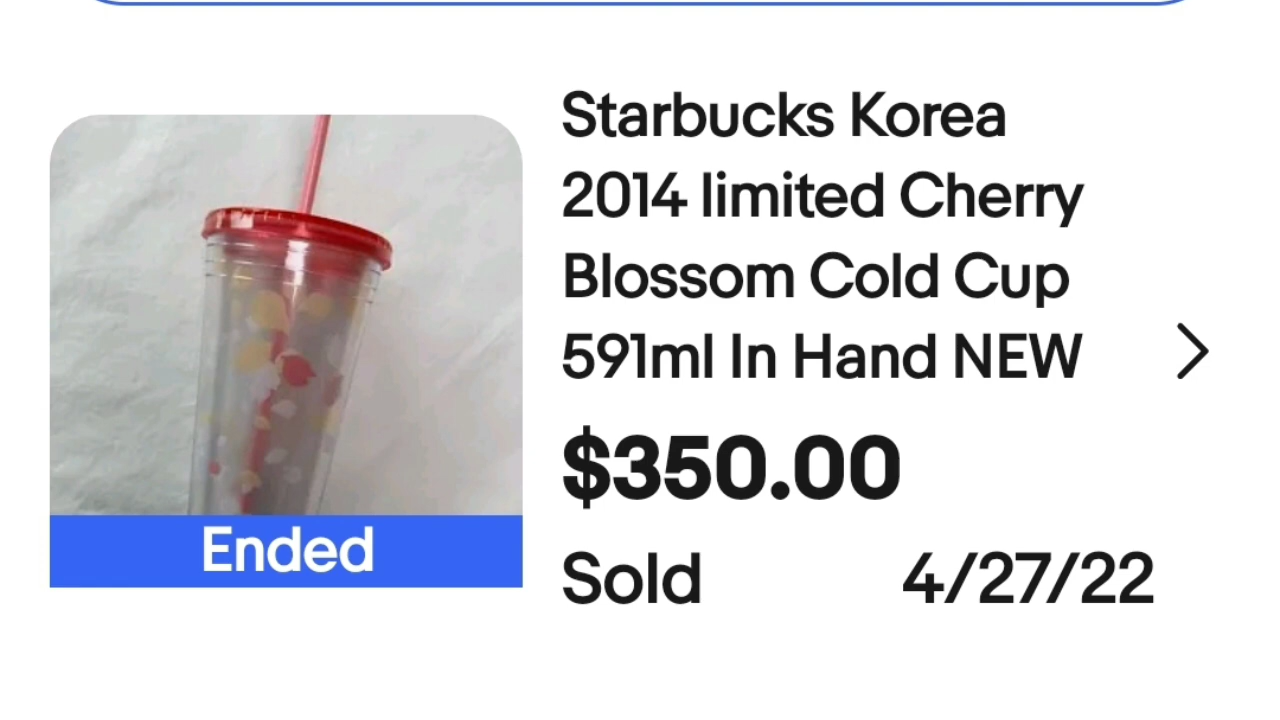 Starbucks Korea
2014 limited Cherry
Blossom Cold Cup
591ml In Hand NEW
$350.00
Ended
Sold 4/27/22